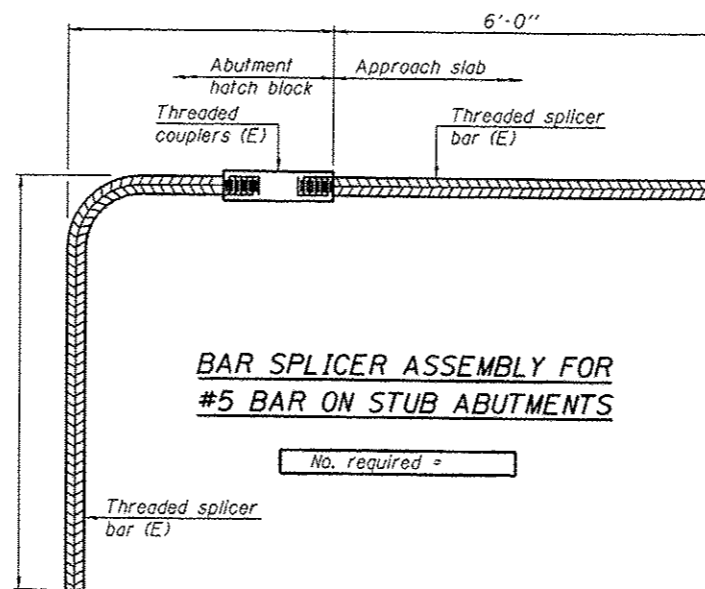 6'-0"
Abutment
hatch block
Approach slab
Threaded
couplers (E)
Threaded splicer
bar (E)
BAR SPLICER ASSEMBLY FOR
#5 BAR ON STUB ABUTMENTS
No. required =
Threaded splicer
bar (E)